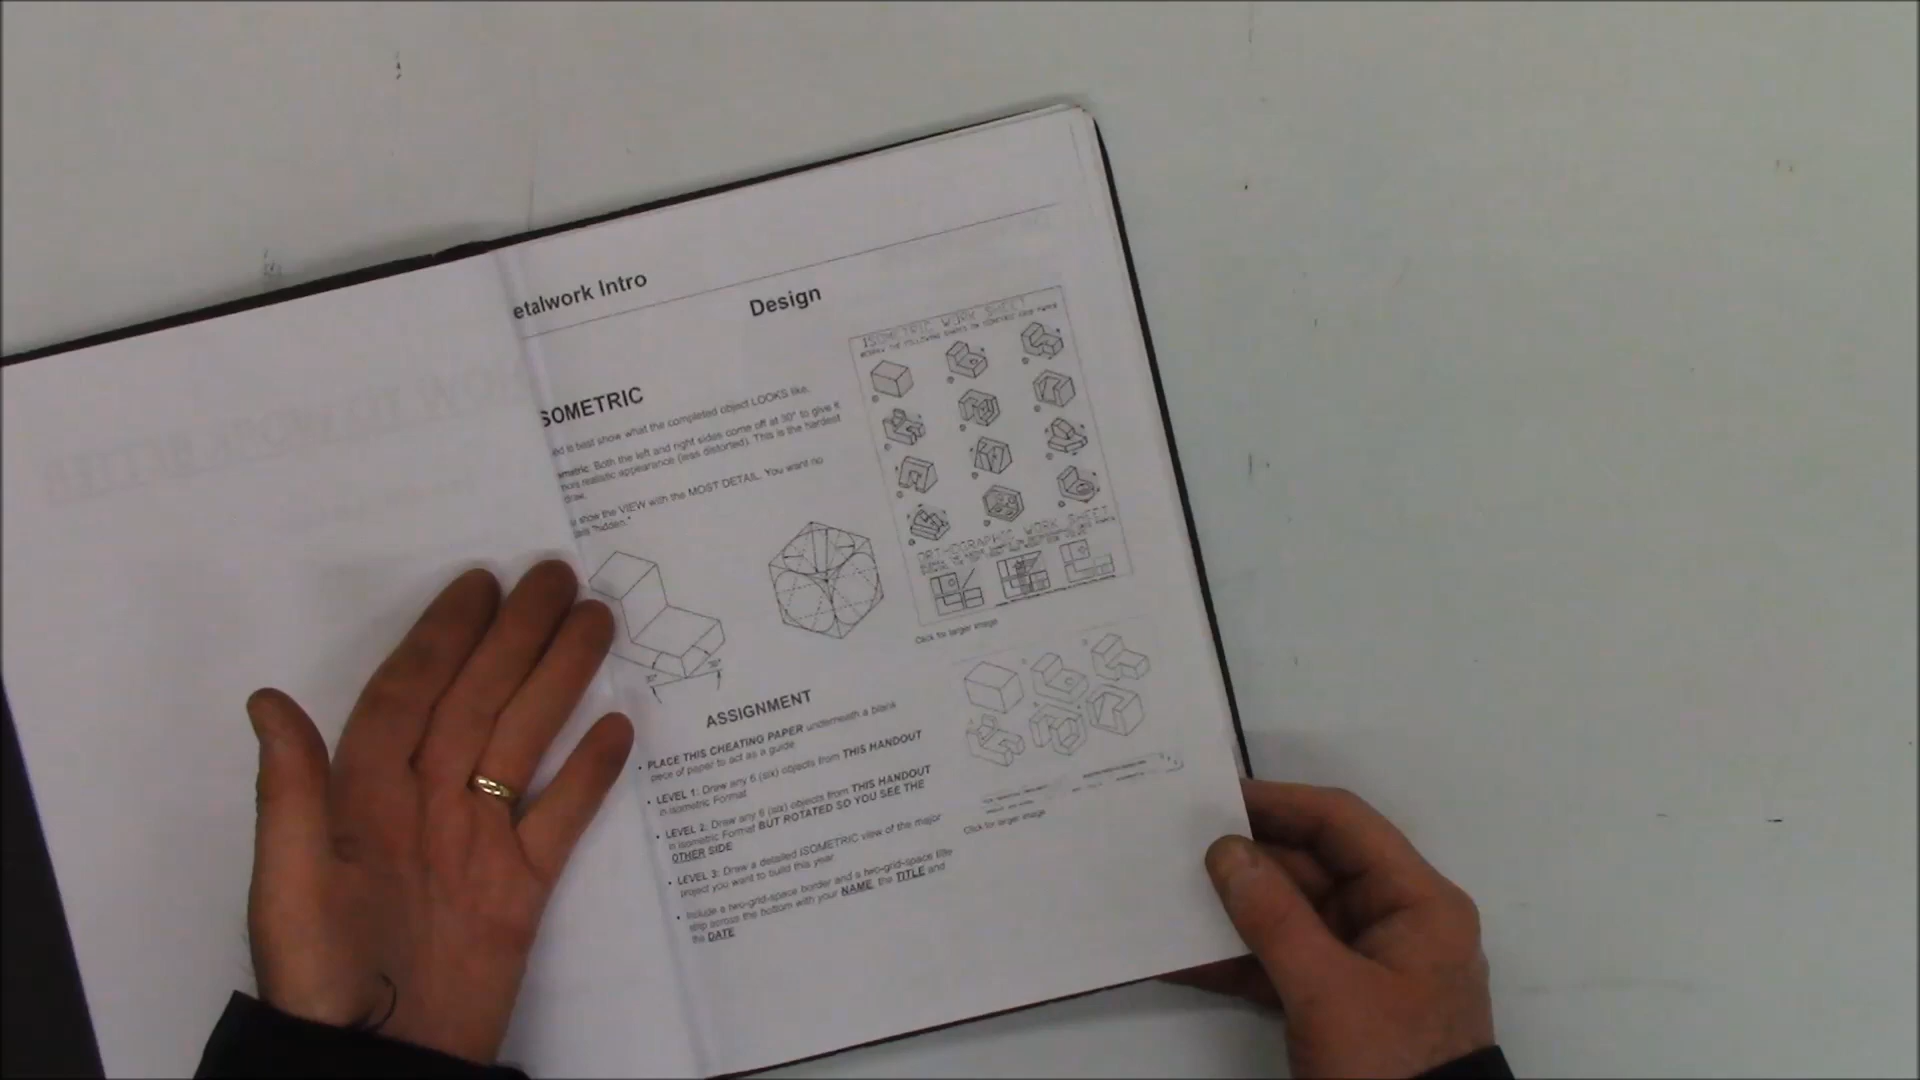 etalwork Intro
Design
SOMETRIC
ed to best show what the completed object LOOKS like.
ometric: Both the left and right sides come off at 30° to give it
more realistic appearance (less distorted). This is the hardest
draw.
show the VIEW with the MOST DETAIL. You want no
"hidden."
30°
30°
ISOMETRIC WORK SHEET
ORTHOGRAPHIC WORK SHEET
Click for larger image
Click for larger image
ASSIGNMENT
• PLACE THIS CHEATING PAPER underneath a blank
piece of paper to act as a guide
• LEVEL 1: Draw any 6 (six) objects from THIS HANDOUT
in Isometric Format
• LEVEL 2: Draw any 6 (six) objects from THIS HANDOUT
in Isometric Format BUT ROTATED SO YOU SEE THE
OTHER SIDE
• LEVEL 3: Draw a detailed ISOMETRIC view of the major
project you want to build this year.
• Include a two-grid-space border and a two-grid-space title
strip across the bottom with your NAME, the TITLE and
the DATE